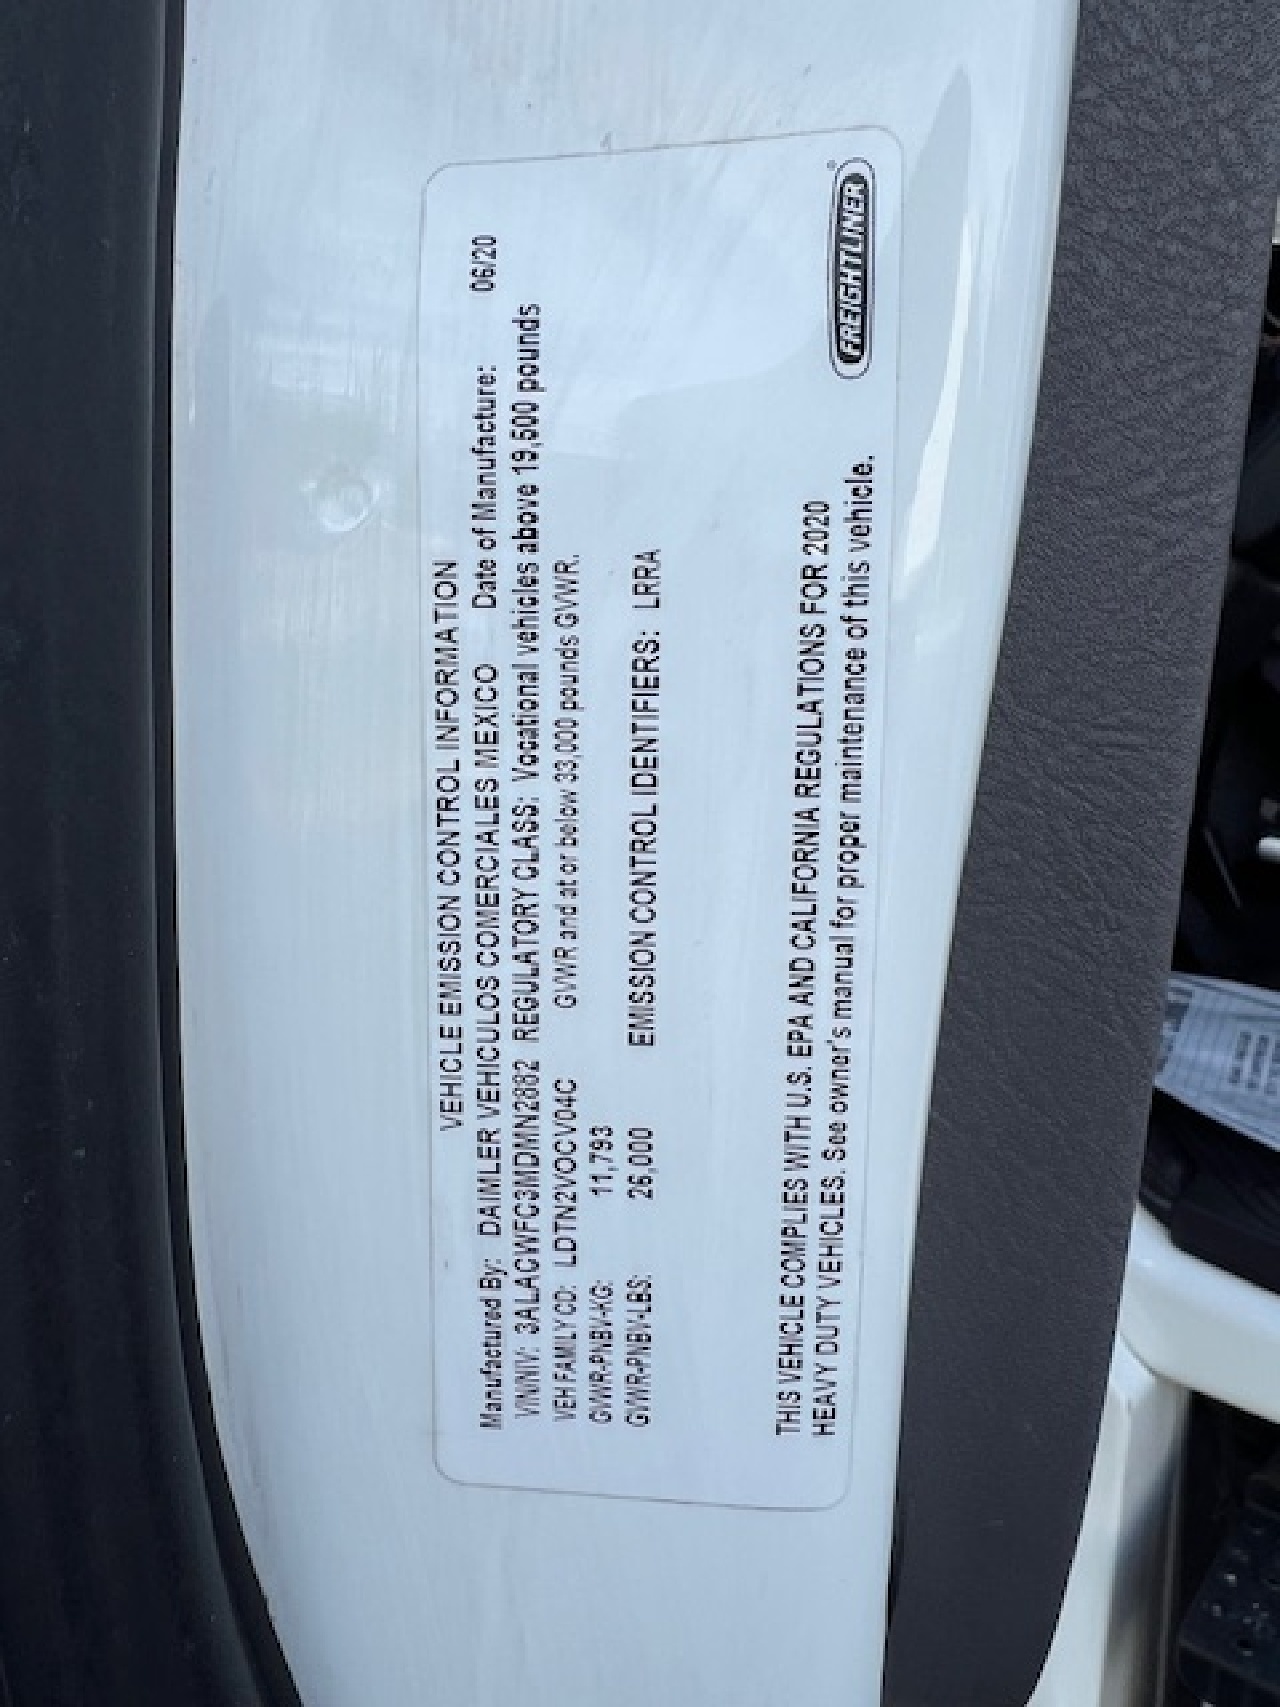 VEHICLE EMISSION CONTROL INFORMATION
Manufactured By: DAIMLER VEHICULOS COMERCIALES MEXICO Date of Manufacture: 06/20
VIN/NIV: 3ALACWFC3MDMN2882 REGULATORY CLASS: Vocational vehicles above 19,500 pounds
VEH FAMILY CD: LDTN2VOCV04C GVWR and at or below 33,000 pounds GVWR.
GVWR-PNBV-KG: 11,793
GVWR-PNBV-LBS: 26,000 EMISSION CONTROL IDENTIFIERS: LRRA
THIS VEHICLE COMPLIES WITH U.S. EPA AND CALIFORNIA REGULATIONS FOR 2020
HEAVY DUTY VEHICLES. See owner's manual for proper maintenance of this vehicle.
FREIGHTLINER